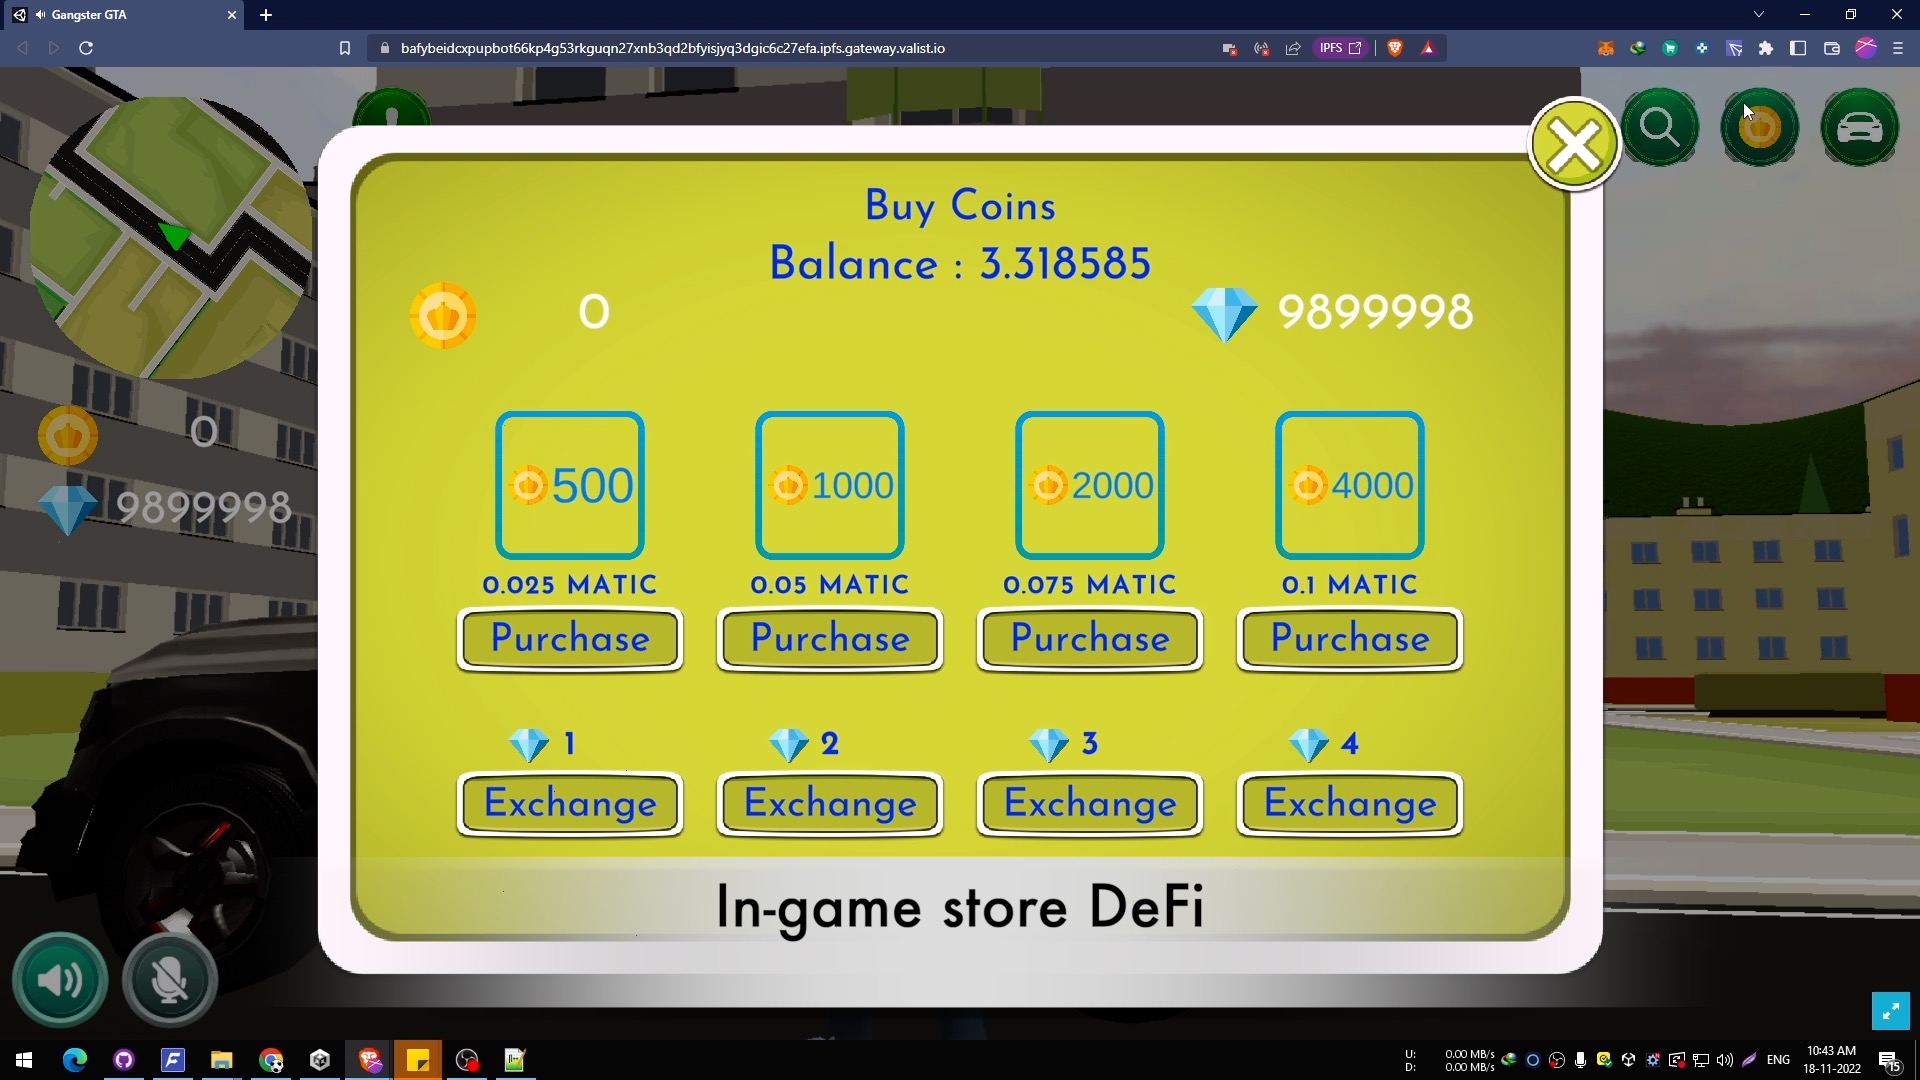 Gangster GTA
bafybeidcxpupbot66kp4g53rkguqn27xnb3qd2bfyisjyq3dgic6c27efa.ipfs.gateway.valist.io
IPFS
Buy Coins
Balance : 3.318585
0
9899998
0
9899998
500
1000
2000
4000
0.025 MATIC
0.05 MATIC
0.075 MATIC
0.1 MATIC
Purchase
Purchase
Purchase
Purchase
1
2
3
4
Exchange
Exchange
Exchange
Exchange
In-game store DeFi
U: 0.00 MB/s
D: 0.00 MB/s
ENG
10:43 AM
18-11-2022
15